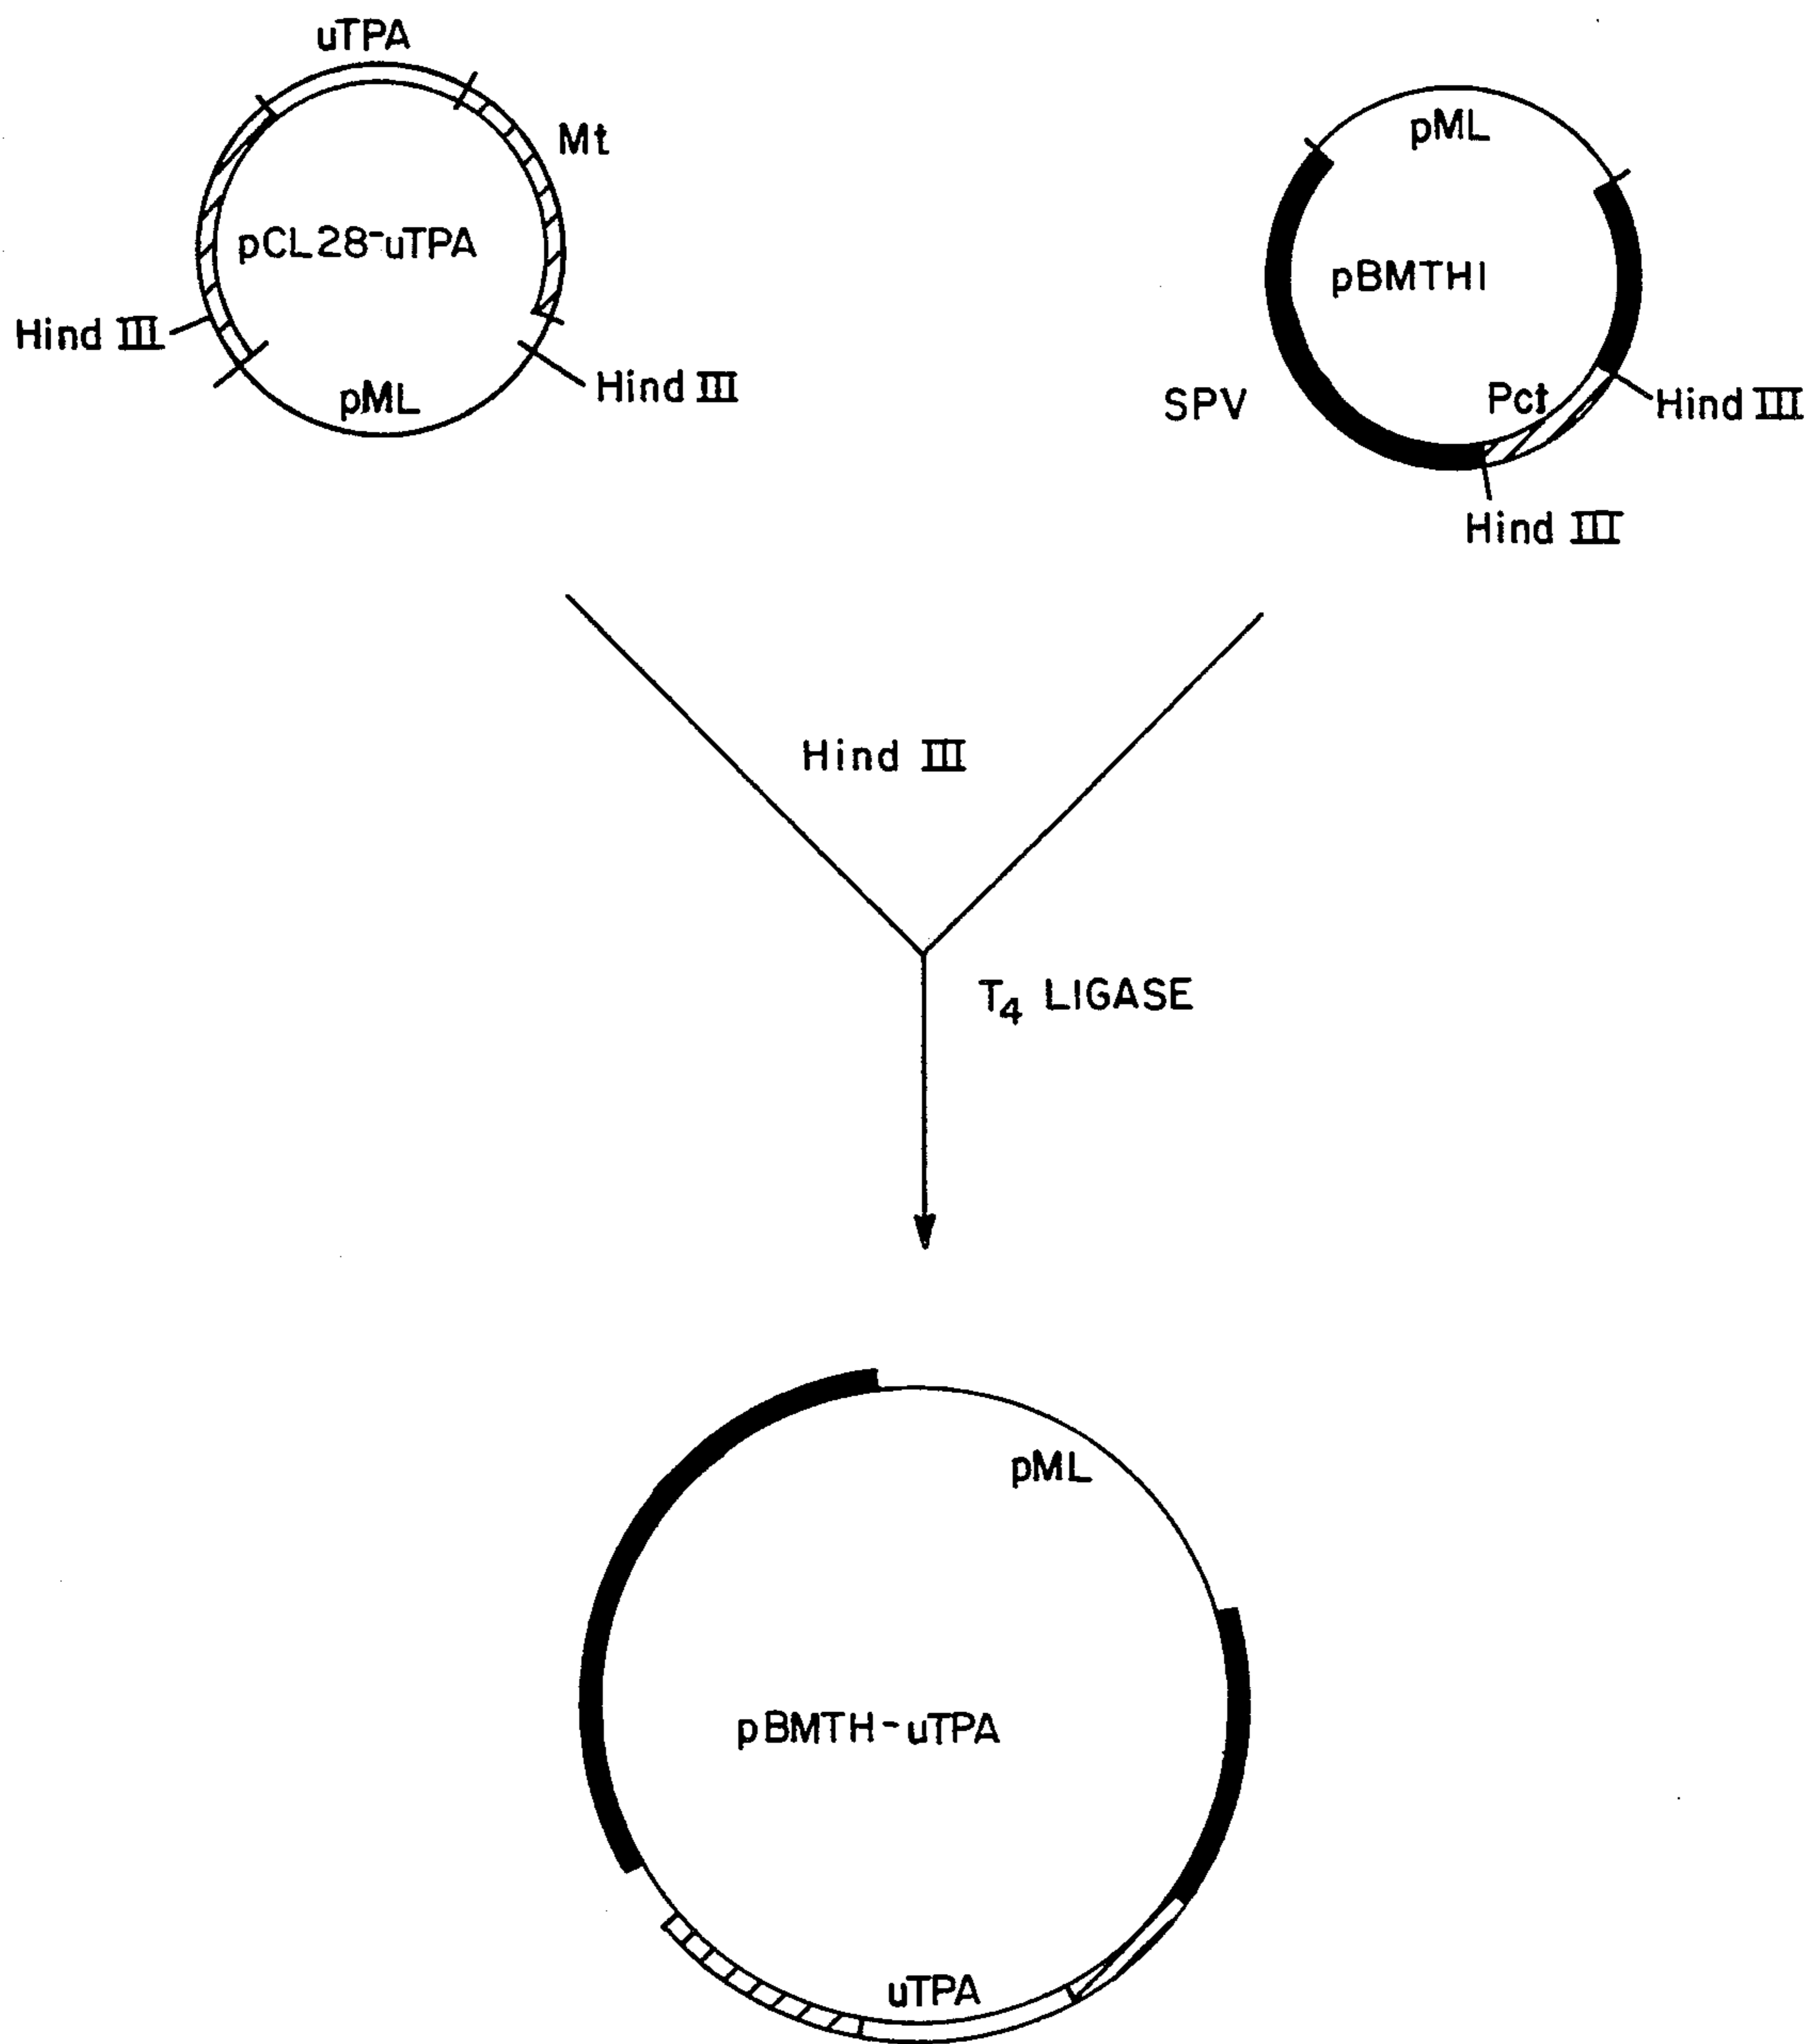 uTPA
Mt
pCL28-uTPA
Hind III
pML
Hind III
pML
pBMTHI
SPV
Pct
Hind III
Hind III
Hind III
T4 LIGASE
pML
pBMTH-uTPA
uTPA